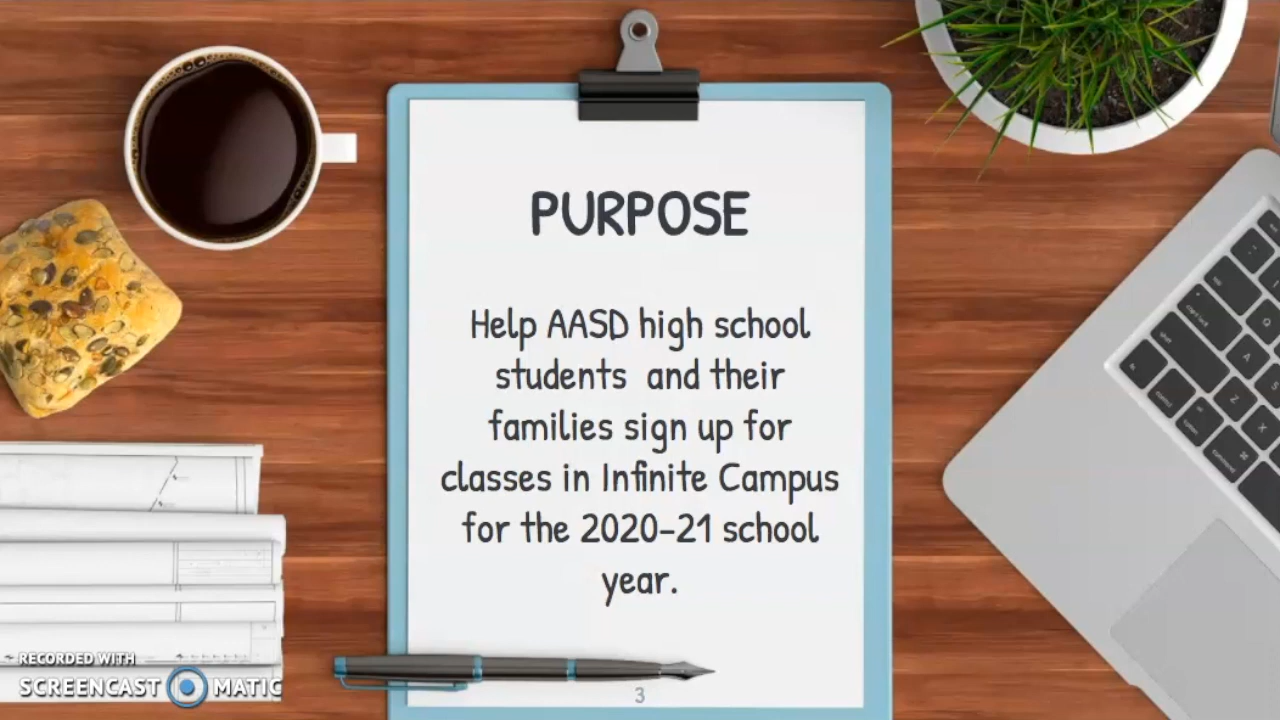 PURPOSE
Help AASD high school
students and their
families sign up for
classes in Infinite Campus
for the 2020-21 school
year.
3
RECORDED WITH
SCREENCAST MATIC